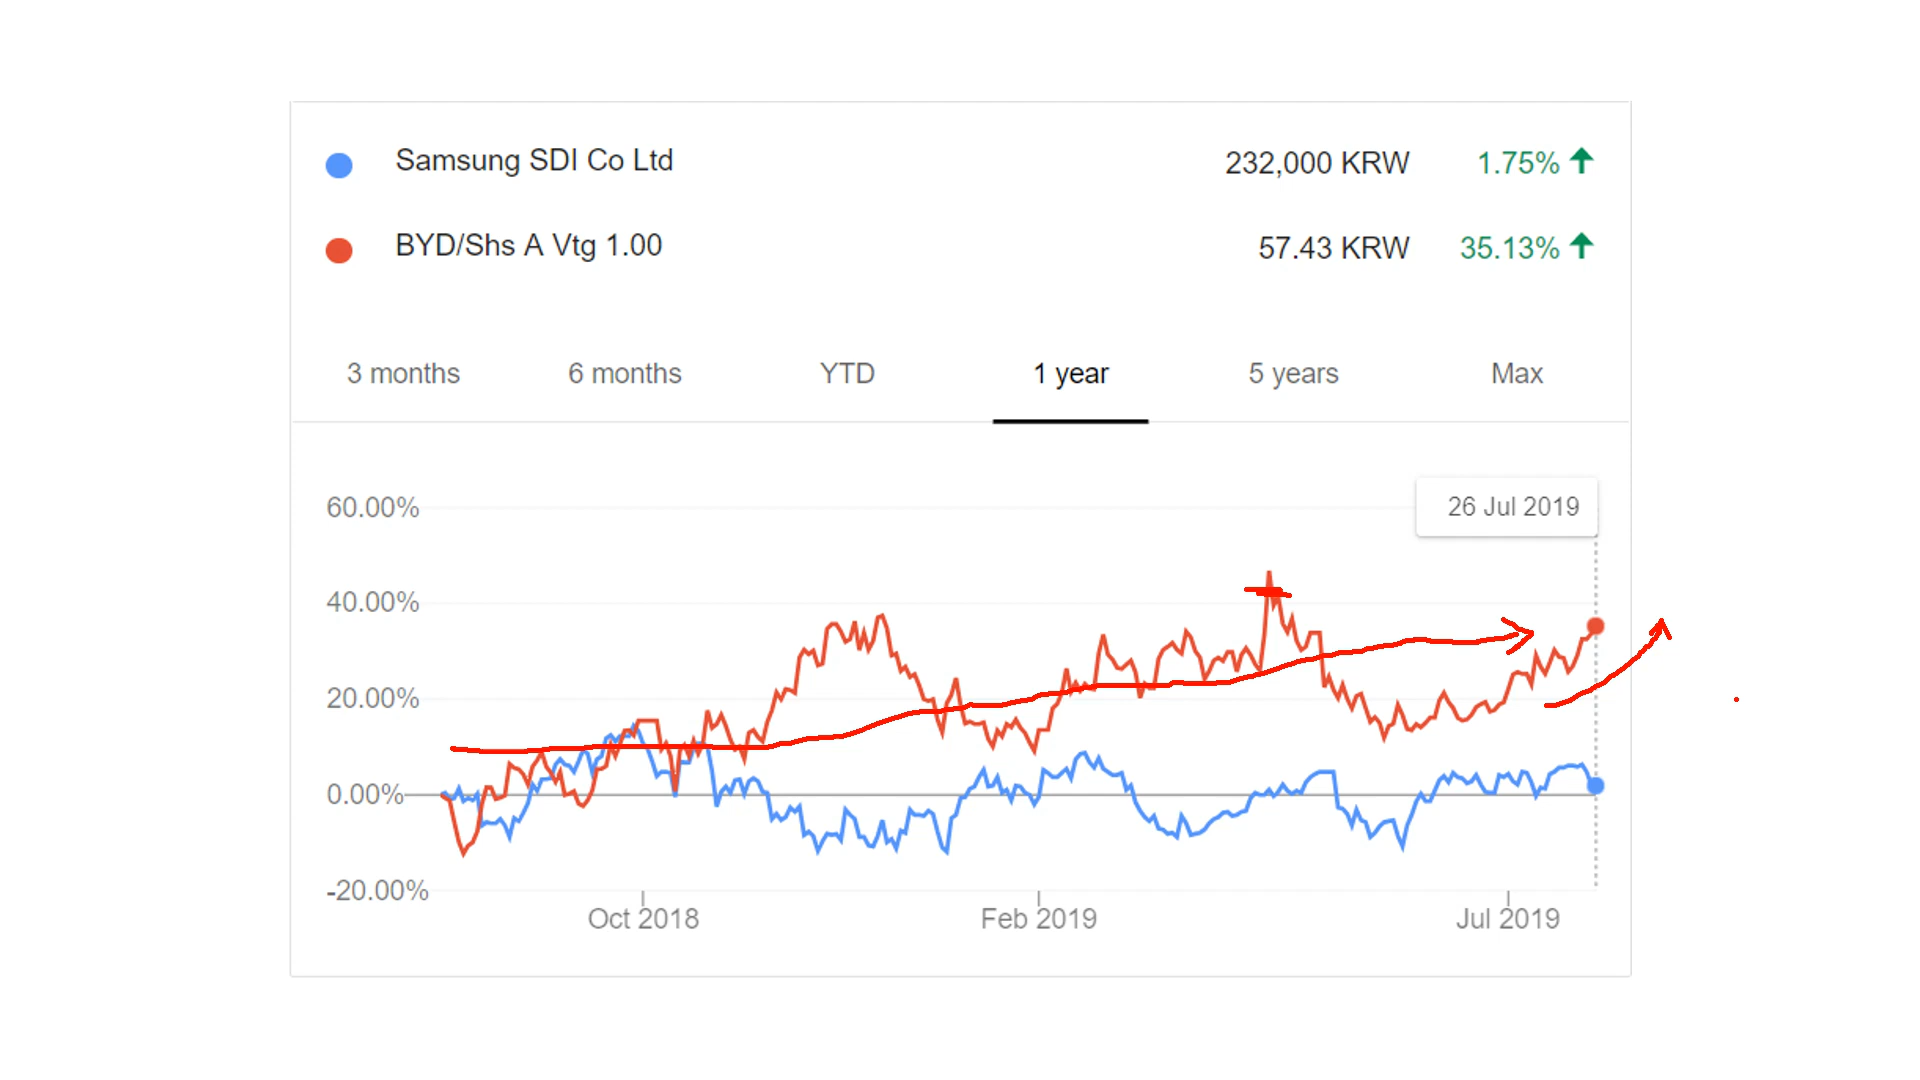 Samsung SDI Co Ltd 232,000 KRW 1.75%
BYD/Shs A Vtg 1.00 57.43 KRW 35.13%
3 months 6 months YTD 1 year 5 years Max
26 Jul 2019
60.00%
40.00%
20.00%
0.00%
-20.00%
Oct 2018 Feb 2019 Jul 2019